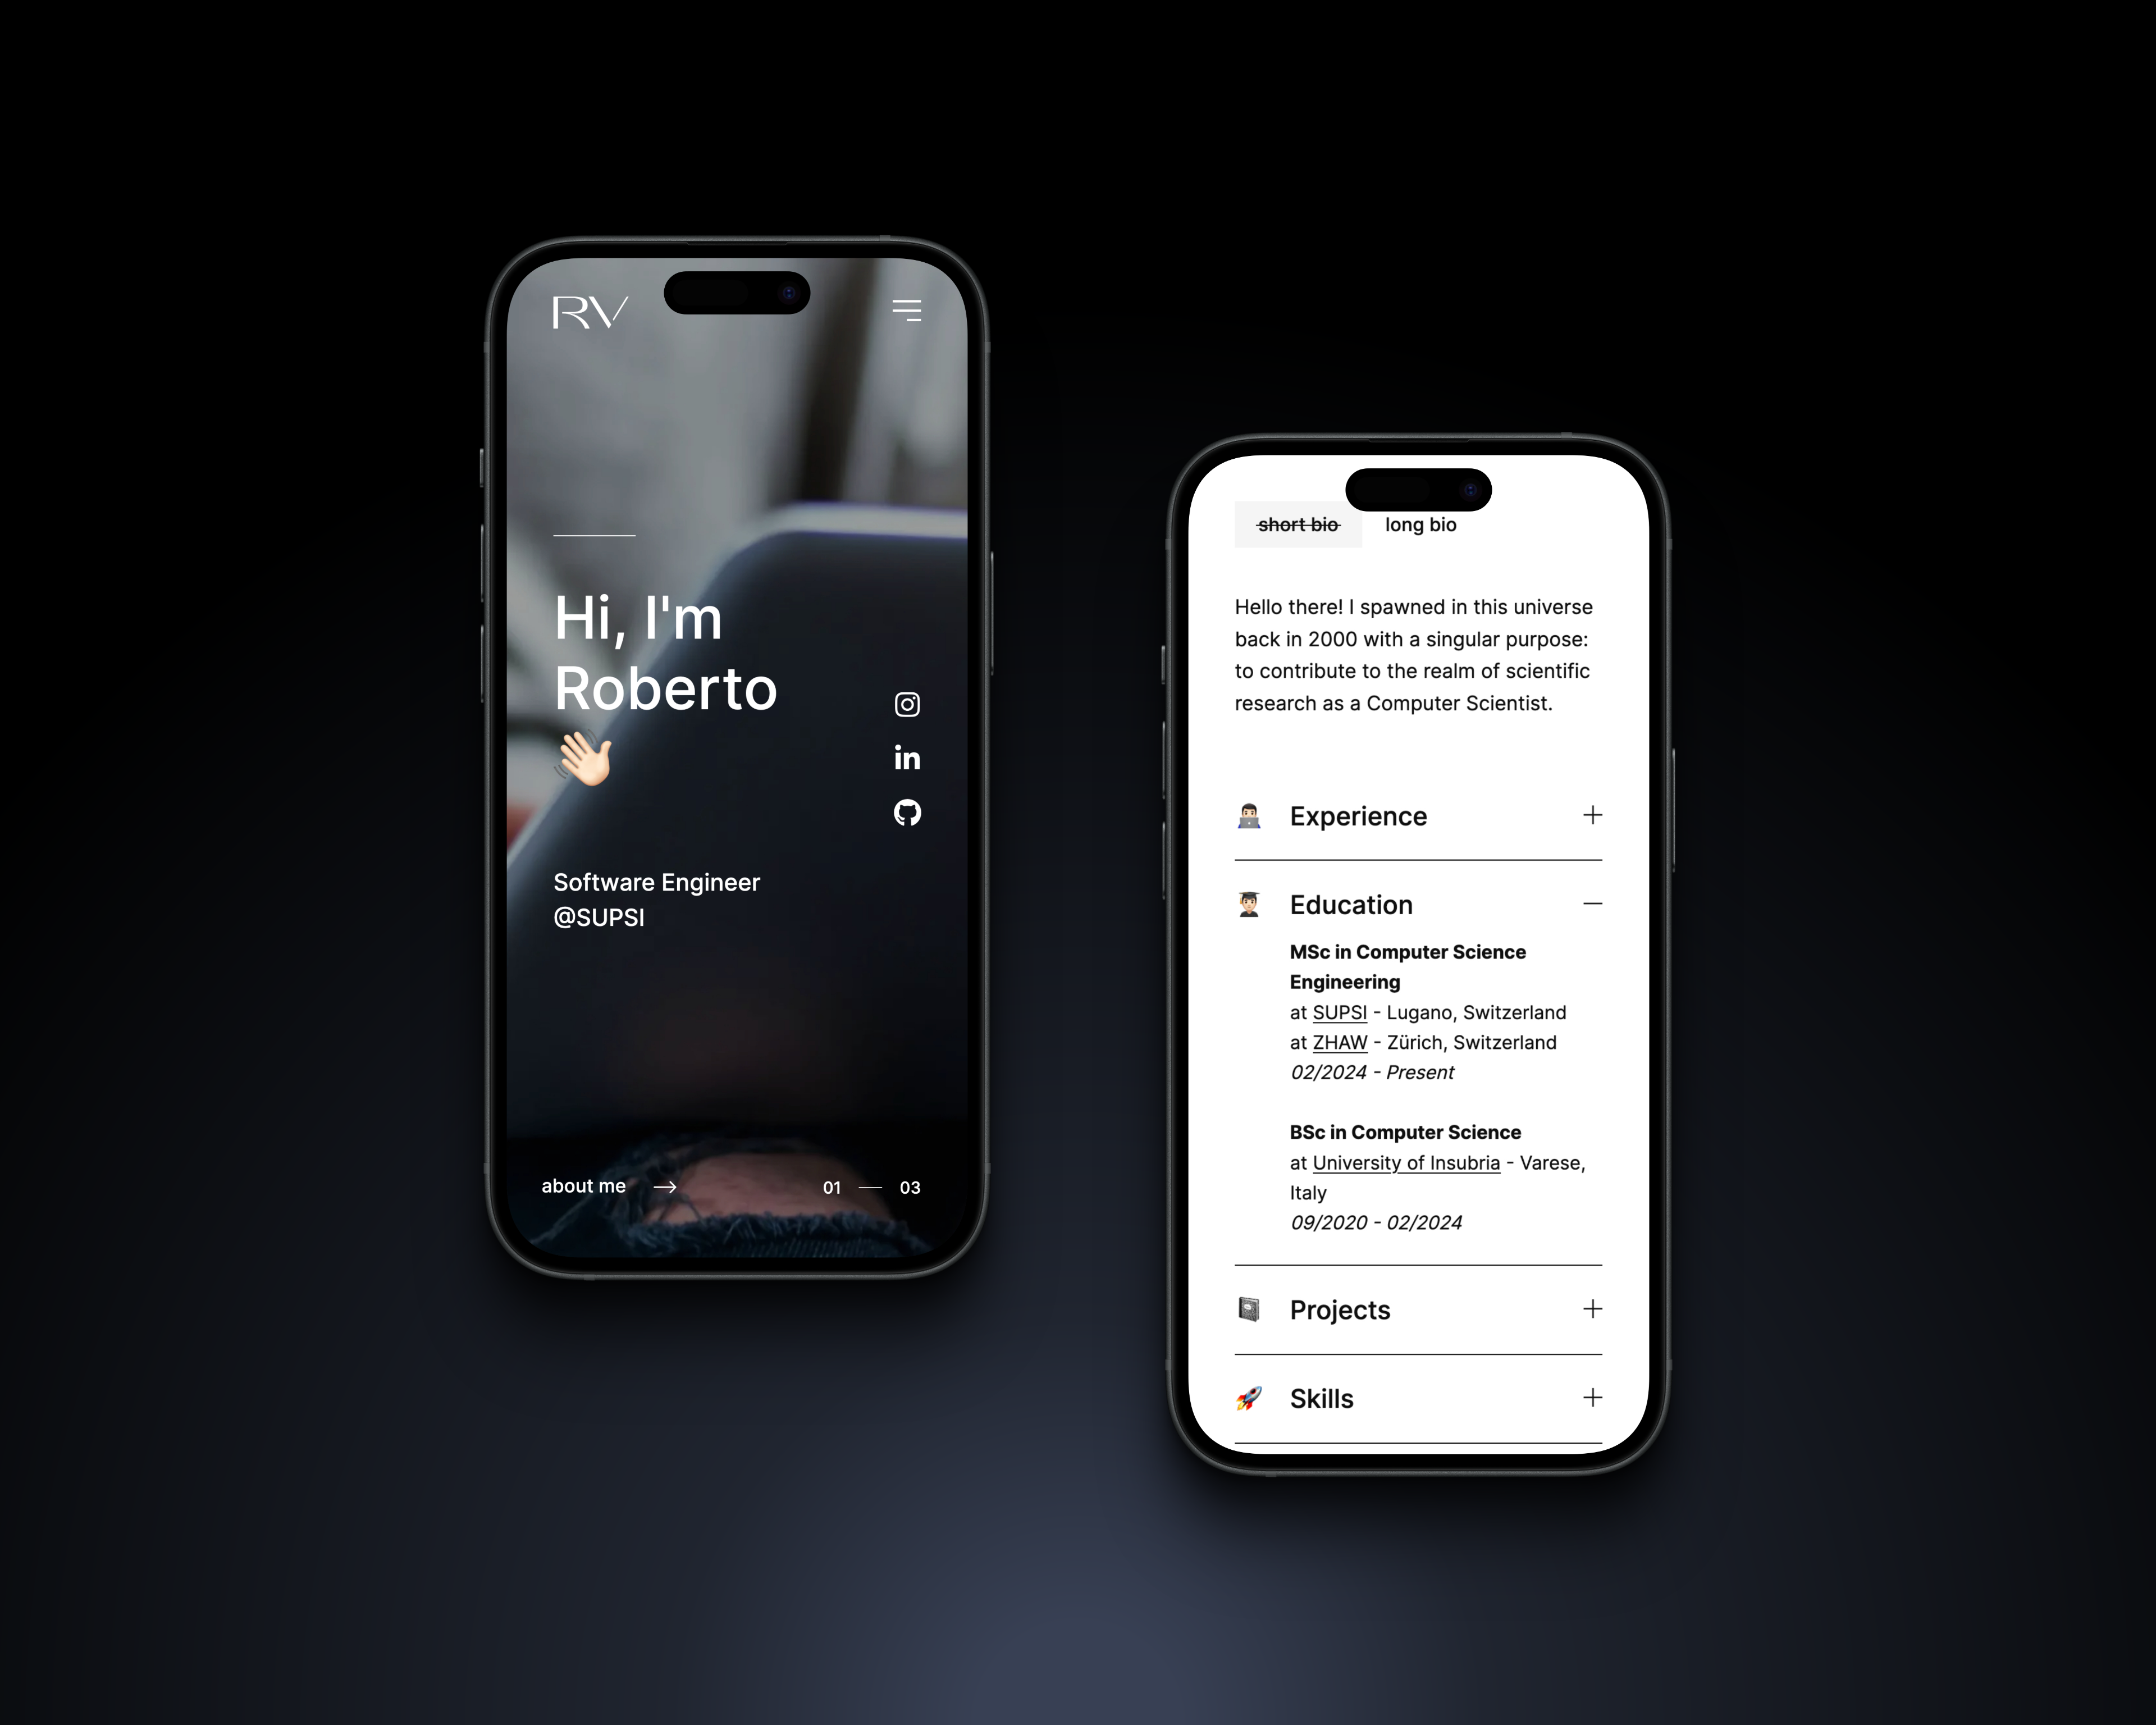 RV
Hi, I'm
Roberto
👋🏻
Software Engineer
@SUPSI
in
about me →
01 — 03
short bio long bio
Hello there! I spawned in this universe
back in 2000 with a singular purpose:
to contribute to the realm of scientific
research as a Computer Scientist.
Experience +
Education —
MSc in Computer Science
Engineering
at SUPSI - Lugano, Switzerland
at ZHAW - Zürich, Switzerland
02/2024 - Present
BSc in Computer Science
at University of Insubria - Varese,
Italy
09/2020 - 02/2024
Projects +
Skills +